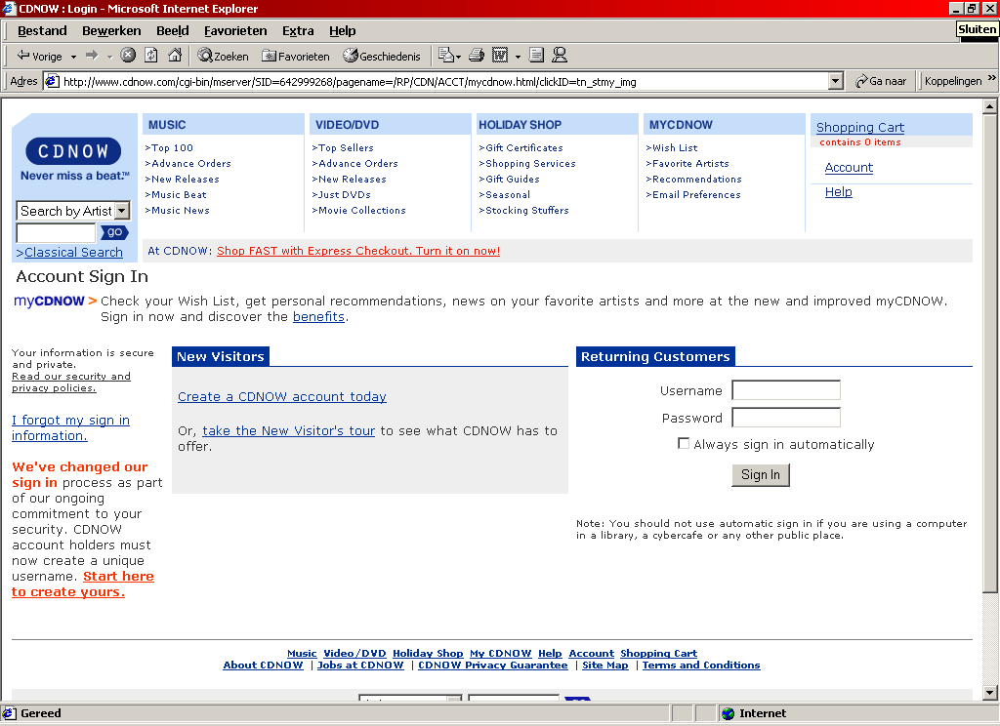 CDNOW : Login - Microsoft Internet Explorer
Bestand Bewerken Beeld Favorieten Extra Help
Sluiten
Vorige Zoeken Favorieten Geschiedenis
Adres http://www.cdnow.com/cgi-bin/mserver/SID=642999268/pagename=/RP/CDN/ACCT/mycdnow.html/clickID=tn_stmy_img Ga naar Koppelingen »
CDNOW
Never miss a beat.™
Search by Artist
go
>Classical Search
MUSIC
>Top 100
>Advance Orders
>New Releases
>Music Beat
>Music News
VIDEO/DVD
>Top Sellers
>Advance Orders
>New Releases
>Just DVDs
>Movie Collections
HOLIDAY SHOP
>Gift Certificates
>Shopping Services
>Gift Guides
>Seasonal
>Stocking Stuffers
MYCDNOW
>Wish List
>Favorite Artists
>Recommendations
>Email Preferences
Shopping Cart
contains 0 items
Account
Help
At CDNOW: Shop FAST with Express Checkout. Turn it on now!
Account Sign In
myCDNOW > Check your Wish List, get personal recommendations, news on your favorite artists and more at the new and improved myCDNOW.
Sign in now and discover the benefits.
Your information is secure
and private.
Read our security and
privacy policies.
I forgot my sign in
information.
We've changed our
sign in process as part
of our ongoing
commitment to your
security. CDNOW
account holders must
now create a unique
username. Start here
to create yours.
New Visitors
Create a CDNOW account today
Or, take the New Visitor's tour to see what CDNOW has to
offer.
Returning Customers
Username
Password
Always sign in automatically
Sign In
Note: You should not use automatic sign in if you are using a computer
in a library, a cybercafe or any other public place.
Music Video/DVD Holiday Shop My CDNOW Help Account Shopping Cart
About CDNOW | Jobs at CDNOW | CDNOW Privacy Guarantee | Site Map | Terms and Conditions
Gereed Internet